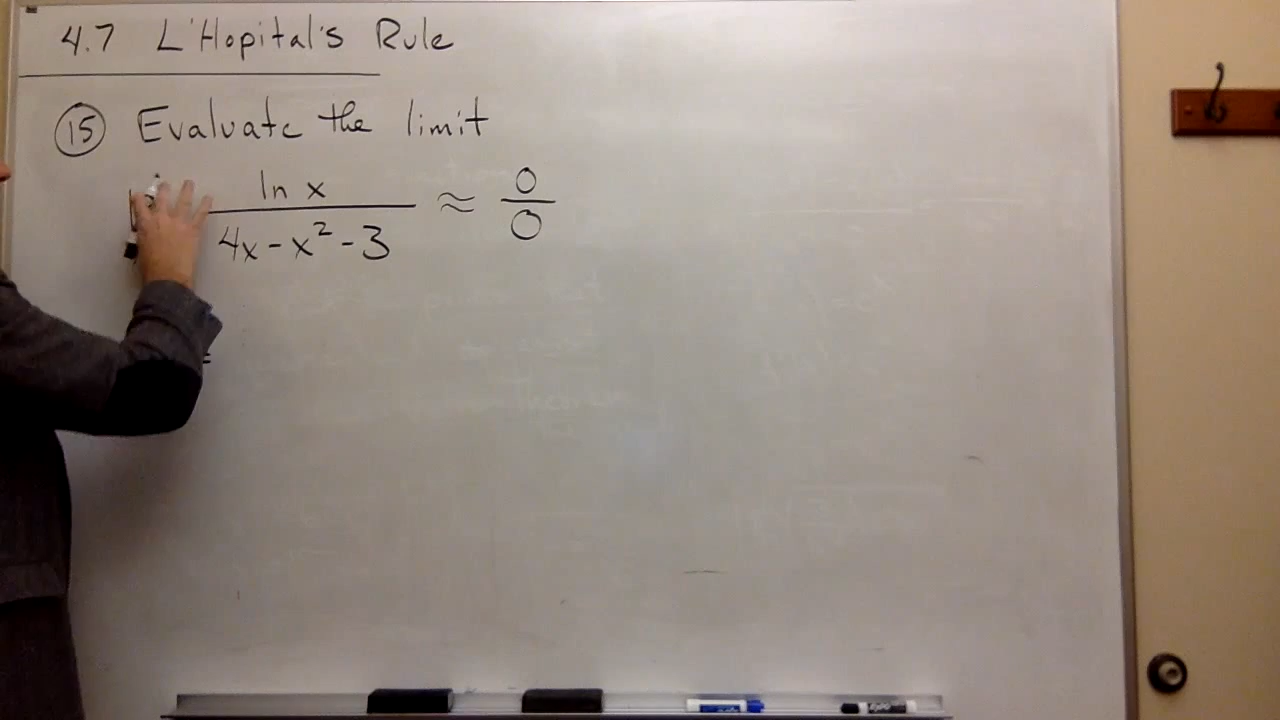 4.7 L'Hopital's Rule
15 Evaluate the limit
ln x / 4x - x² - 3 ≈ 0 / 0
=